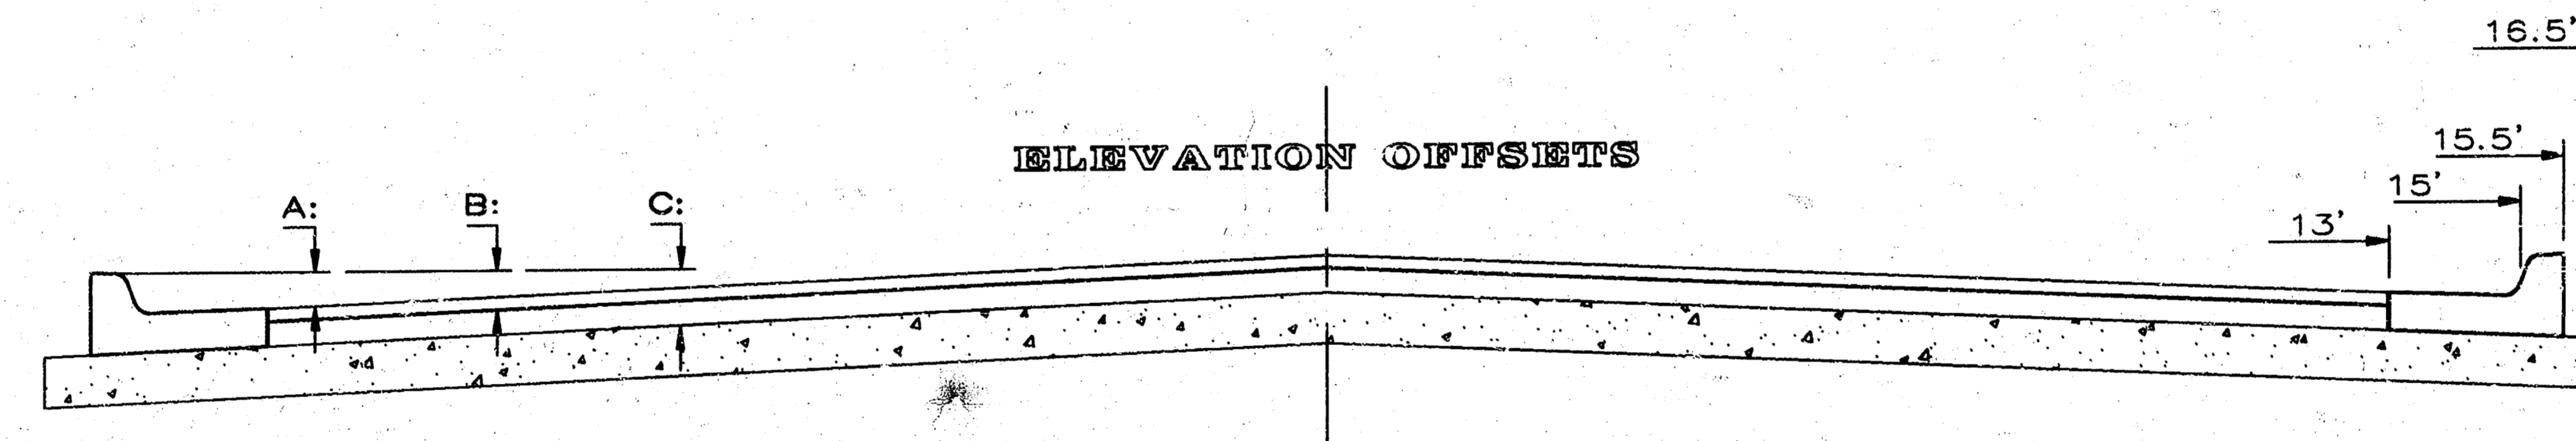 16.5'
ELEVATION OFFSETS
15.5'
15'
A: B: C:
13'